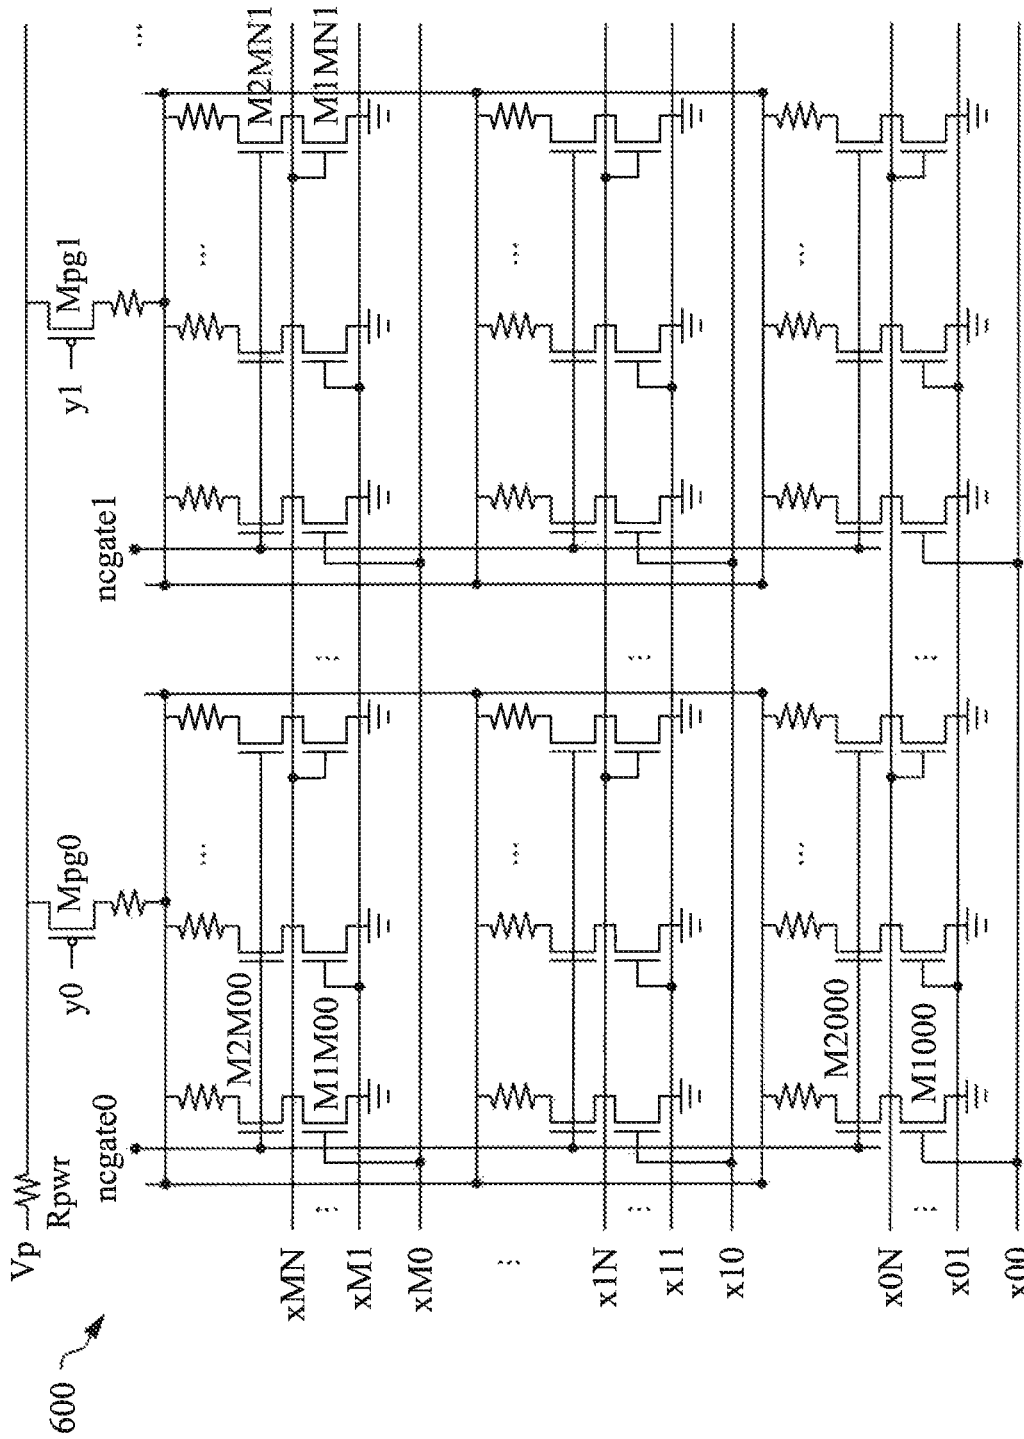 600
Vp
Rpwr
ncgate0
y0
Mpg0
ncgate1
y1
Mpg1
M2M00
M1M00
M2MN1
M1MN1
xMN
xM1
xM0
x1N
x11
x10
M2000
M1000
x0N
x01
x00